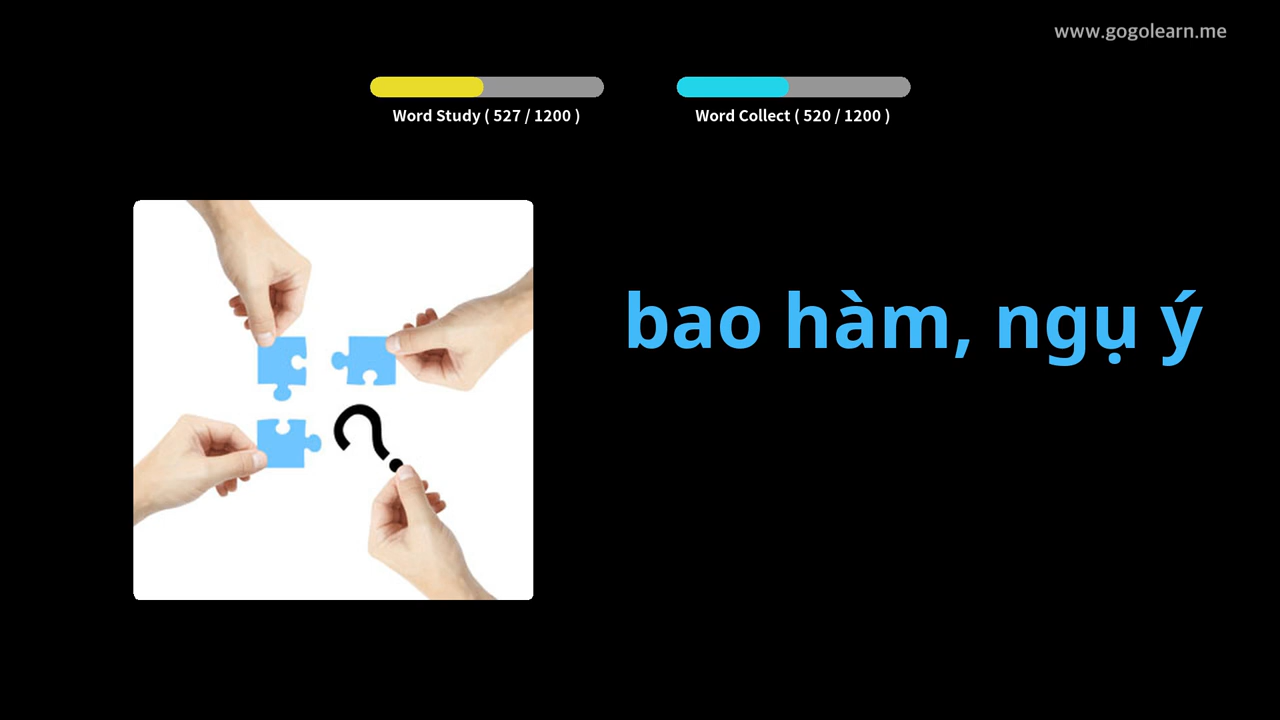 www.gogolearn.me
Word Study ( 527 / 1200 )
Word Collect ( 520 / 1200 )
bao hàm, ngụ ý
?